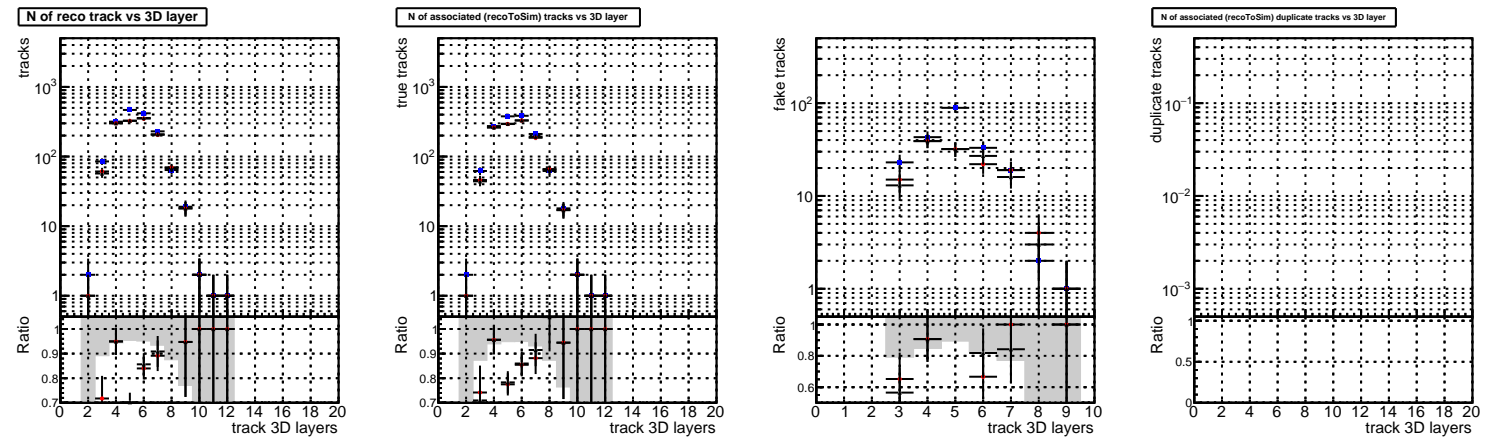 N of reco track vs 3D layer
tracks
10³
10²
10
1
Ratio
1
0.9
0.8
0.7
0 2 4 6 8 10 12 14 16 18 20
track 3D layers
N of associated (recoToSim) tracks vs 3D layer
true tracks
10³
10²
10
1
Ratio
1
0.9
0.8
0.7
0 2 4 6 8 10 12 14 16 18 20
track 3D layers
fake tracks
10²
10
1
Ratio
1
0.8
0.6
0 1 2 3 4 5 6 7 8 9 10
track 3D layers
N of associated (recoToSim) duplicate tracks vs 3D layer
duplicate tracks
10⁻¹
10⁻²
10⁻³
Ratio
1
0.5
0
0 2 4 6 8 10 12 14 16 18 20
track 3D layers